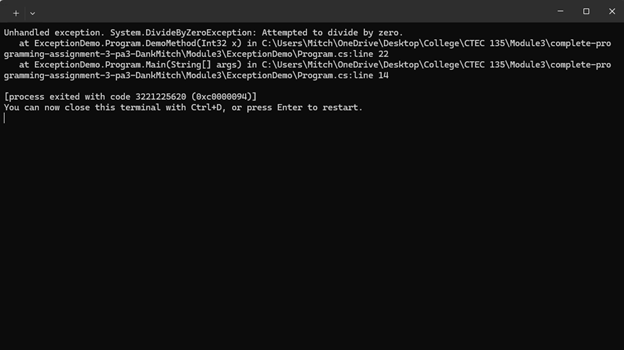 Unhandled exception. System.DivideByZeroException: Attempted to divide by zero.
   at ExceptionDemo.Program.DemoMethod(Int32 x) in C:\Users\Mitch\OneDrive\Desktop\College\CTEC 135\Module3\complete-pro
gramming-assignment-3-pa3-DankMitch\Module3\ExceptionDemo\Program.cs:line 22
   at ExceptionDemo.Program.Main(String[] args) in C:\Users\Mitch\OneDrive\Desktop\College\CTEC 135\Module3\complete-pro
gramming-assignment-3-pa3-DankMitch\Module3\ExceptionDemo\Program.cs:line 14
[process exited with code 3221225620 (0xc0000094)]
You can now close this terminal with Ctrl+D, or press Enter to restart.